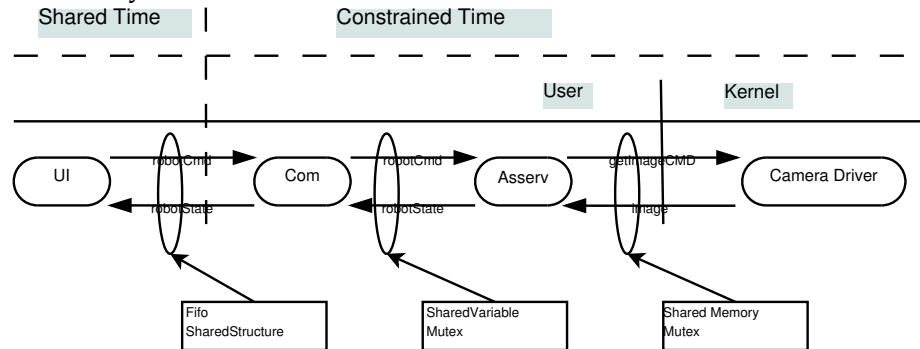 Shared Time
Constrained Time
User
Kernel
robotCmd
robotCmd
getImageCMD
UI
Com
Asserv
Camera Driver
robotState
robotState
image
Fifo
SharedStructure
SharedVariable
Mutex
Shared Memory
Mutex